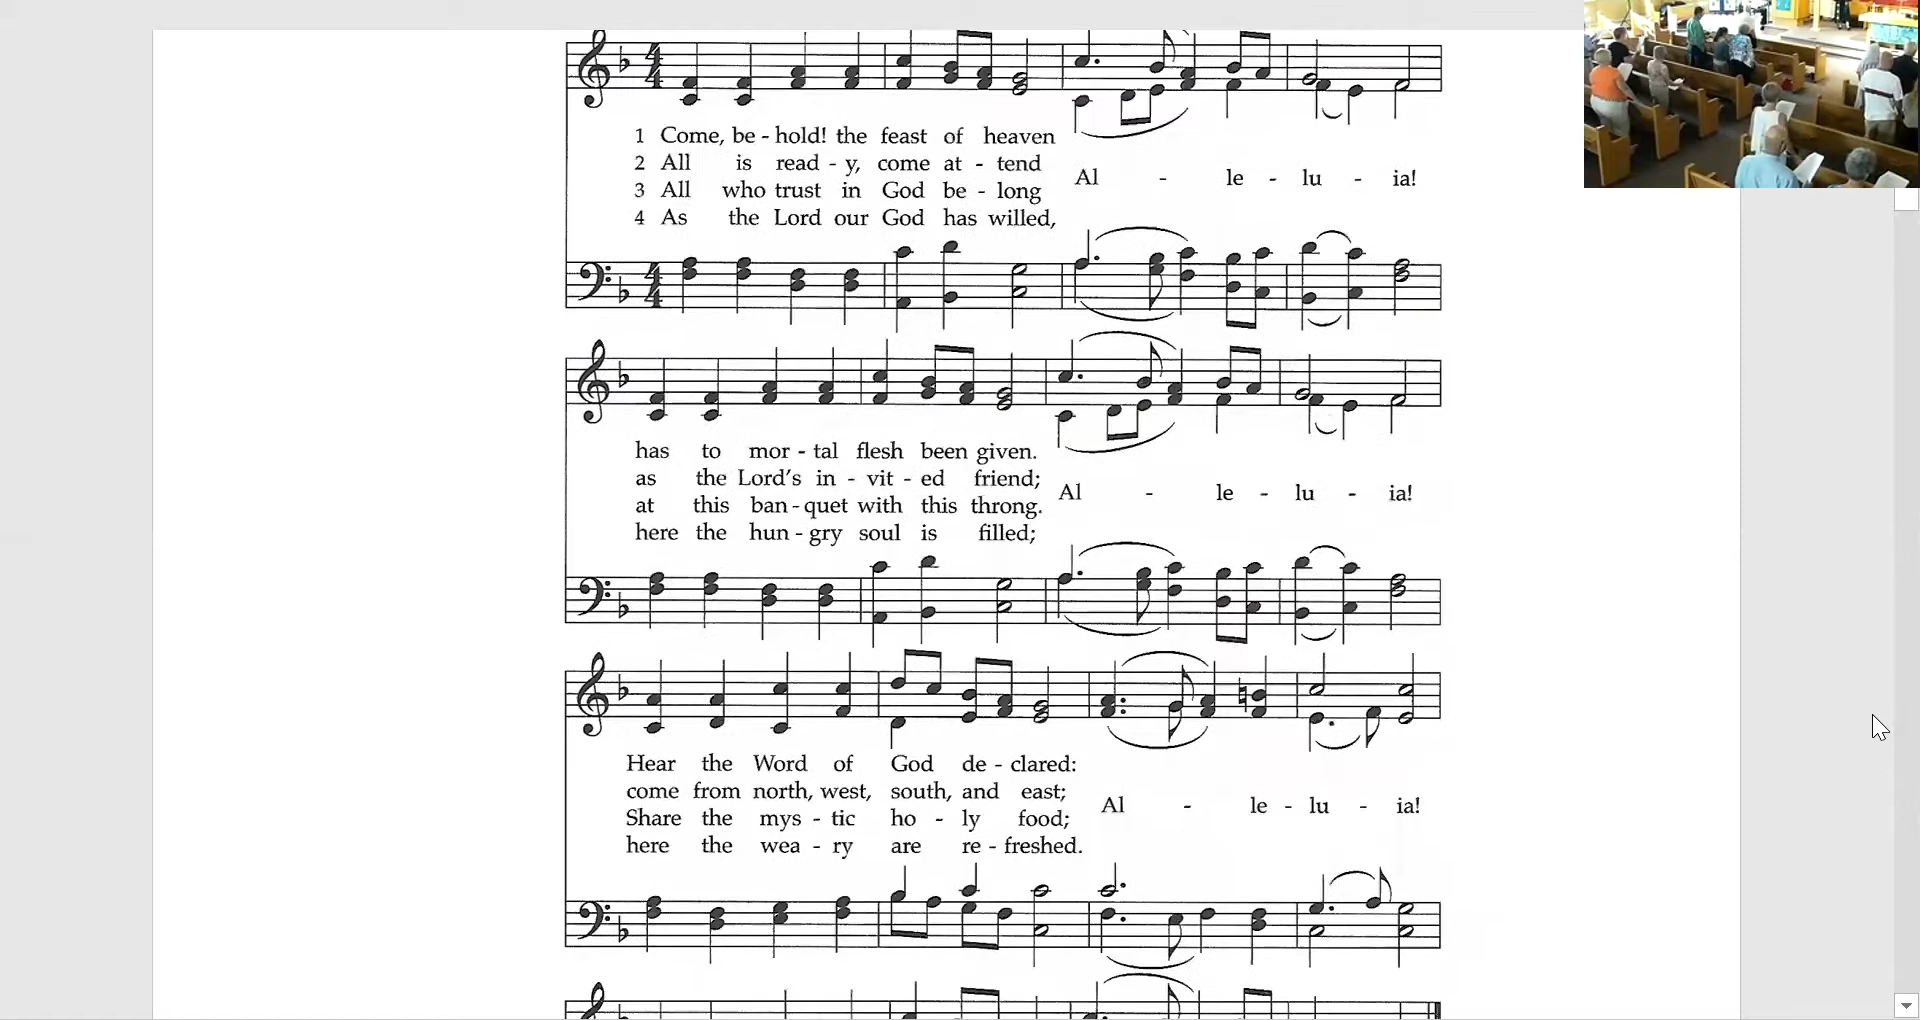 1 Come, be - hold! the feast of heaven
2 All is read - y, come at - tend
Al - le - lu - ia!
3 All who trust in God be - long
4 As the Lord our God has willed,
has to mor - tal flesh been given.
as the Lord's in - vit - ed friend;
Al - le - lu - ia!
at this ban - quet with this throng.
here the hun - gry soul is filled;
Hear the Word of God de - clared:
come from north, west, south, and east;
Al - le - lu - ia!
Share the mys - tic ho - ly food;
here the wea - ry are re - freshed.